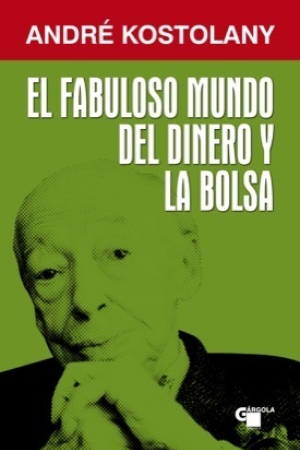 ANDRÉ KOSTOLANY
EL FABULOSO MUNDO
DEL DINERO Y
LA BOLSA
GÁRGOLA